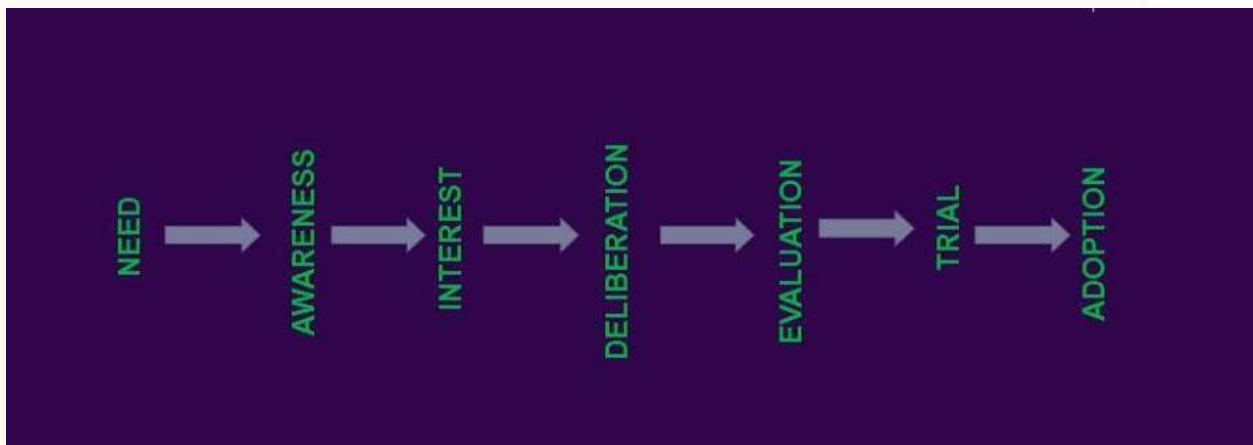 NEED
AWARENESS
INTEREST
DELIBERATION
EVALUATION
TRIAL
ADOPTION